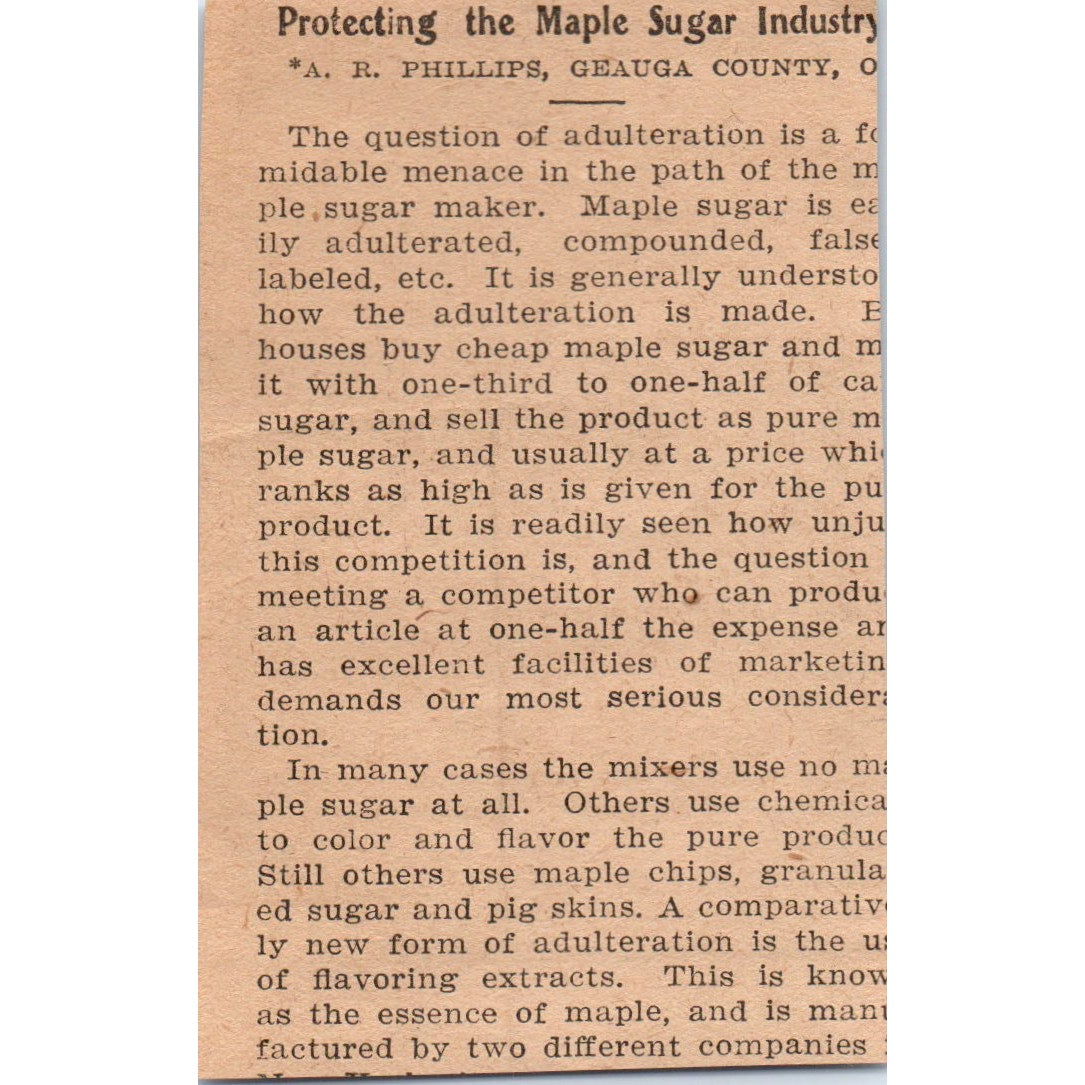 Protecting the Maple Sugar Industry
*A. R. PHILLIPS, GEAUGA COUNTY, O
The question of adulteration is a fo
midable menace in the path of the m
ple sugar maker. Maple sugar is ea
ily adulterated, compounded, false
labeled, etc. It is generally understo
how the adulteration is made. B
houses buy cheap maple sugar and m
it with one-third to one-half of ca
sugar, and sell the product as pure m
ple sugar, and usually at a price whic
ranks as high as is given for the pu
product. It is readily seen how unju
this competition is, and the question
meeting a competitor who can produc
an article at one-half the expense an
has excellent facilities of marketin
demands our most serious considera
tion.
In many cases the mixers use no ma
ple sugar at all. Others use chemica
to color and flavor the pure produc
Still others use maple chips, granula
ed sugar and pig skins. A comparative
ly new form of adulteration is the us
of flavoring extracts. This is know
as the essence of maple, and is manu
factured by two different companies